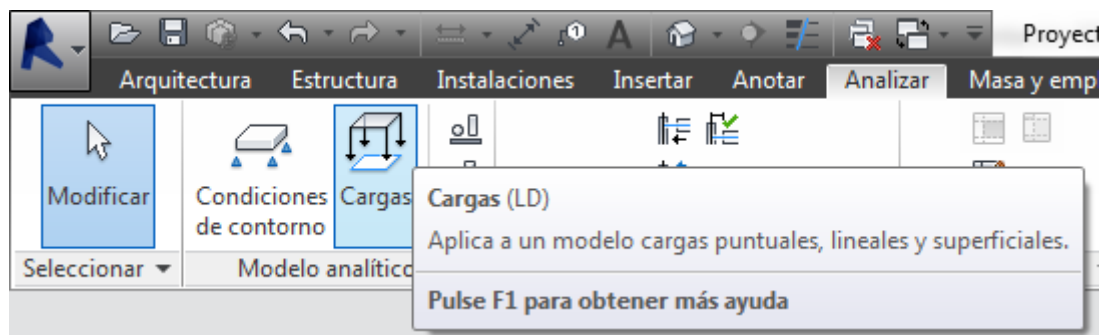 Proyect
Arquitectura Estructura Instalaciones Insertar Anotar Analizar Masa y emp
Modificar
Condiciones
de contorno
Cargas
Cargas (LD)
Aplica a un modelo cargas puntuales, lineales y superficiales.
Pulse F1 para obtener más ayuda
Seleccionar
Modelo analítico